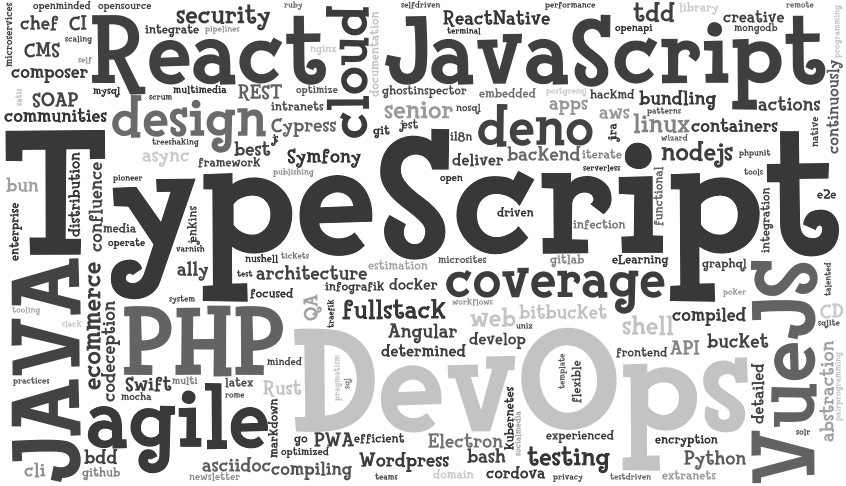 microservices
openminded
opensource
security
ruby
cloud
selfdriven
ReactNative
terminal
performance
tdd
openapi
library
creative
mongodb
remote
programming
chef
CI
React
integrate
pipelines
nginx
documentation
JavaScript
CMS
scaling
self
composer
mysql
multimedia
REST
optimize
ghostinspector
embedded
postgresql
hackmd
bundling
patterns
actions
continuously
satis
SOAP
scrum
intranets
senior
nosql
apps
aws
communities
design
Cypress
git
jest
il8n
deno
jira
linux
wizard
containers
native
treeshaking
best
jr
async
framework
Symfony
publishing
deliver
backend
iterate
serverless
nodejs
phpunit
open
tools
bun
distribution
confluence
pioneer
TypeScript
functional
integration
e2e
enterprise
media
operate
jenkins
varnish
driven
infection
nushell
tickets
estimation
microsites
gitlab
eLearning
graphql
talented
JAVA
ecommerce
codeception
ally
test
architecture
focused
infografik
docker
coverage
workflows
poker
VueJS
tooling
slack
system
QA
traefik
fullstack
web
bitbucket
unix
shell
compiled
CD
sqlite
PHP
Angular
determined
develop
API
bucket
minded
frontend
practices
Swift
multi
mocha
latex
rome
Rust
pragmatism
sql
DevOps
template
flexible
detailed
abstraction
pairprogramming
agile
markdown
go
PWA
efficient
optimized
Electron
kubernetes
socialmedia
experienced
encryption
solr
bdd
cli
github
asciidoc
newsletter
compiling
Wordpress
teams
bash
domain
cordova
testing
privacy
testdriven
Python
extranets